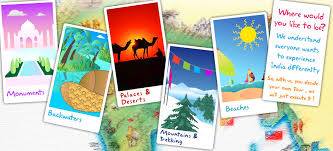 Monuments
Backwaters
Palaces &
Deserts
Mountains &
Trekking
Beaches
Where would
you like to be?
We understand
everyone wants
to experience
India differently
So with us, you decide
your own tour, we
will just execute it!